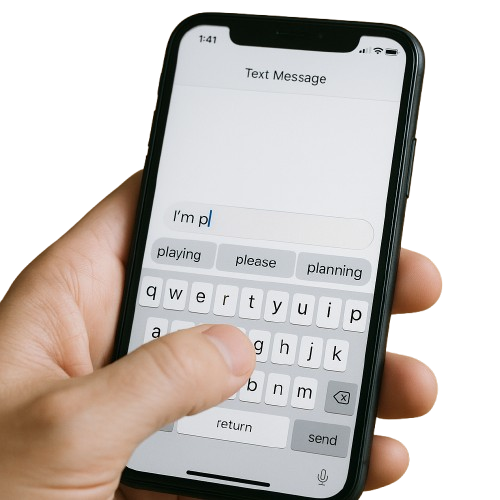 1:41
Text Message
I'm p
playing please planning
q w e r t y u i p
a g h j k
b n m
return send